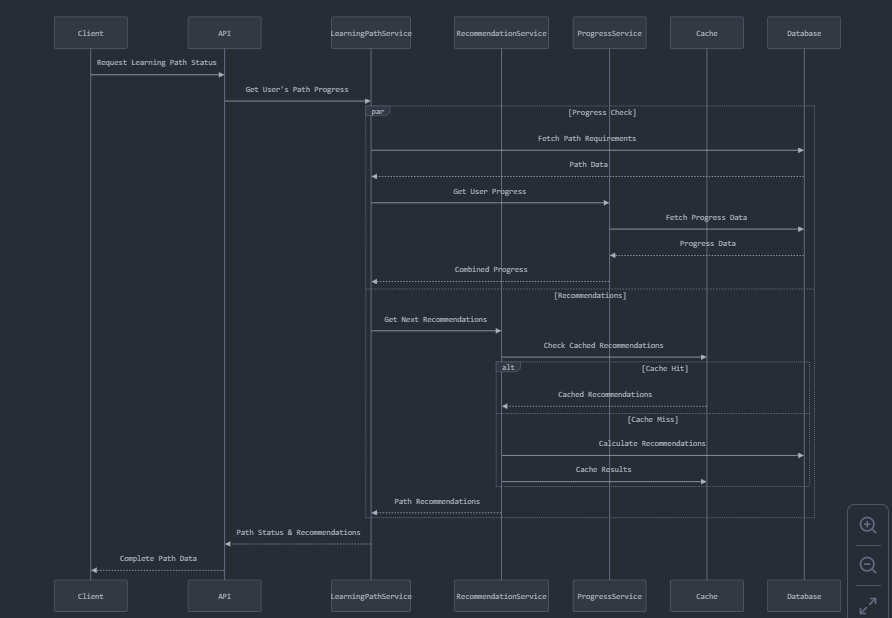 Client API LearningPathService RecommendationService ProgressService Cache Database
Request Learning Path Status
Get User's Path Progress
par [Progress Check]
Fetch Path Requirements
Path Data
Get User Progress
Fetch Progress Data
Progress Data
Combined Progress
[Recommendations]
Get Next Recommendations
Check Cached Recommendations
alt [Cache Hit]
Cached Recommendations
[Cache Miss]
Calculate Recommendations
Cache Results
Path Recommendations
Path Status & Recommendations
Complete Path Data
Client API LearningPathService RecommendationService ProgressService Cache Database